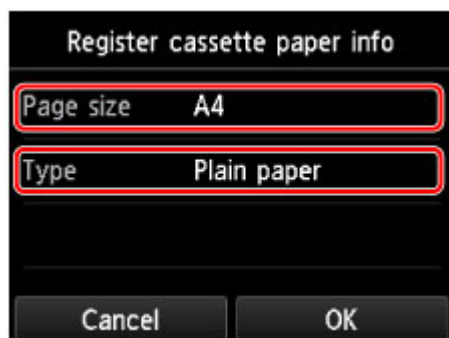 Register cassette paper info
Page size A4
Type Plain paper
Cancel OK